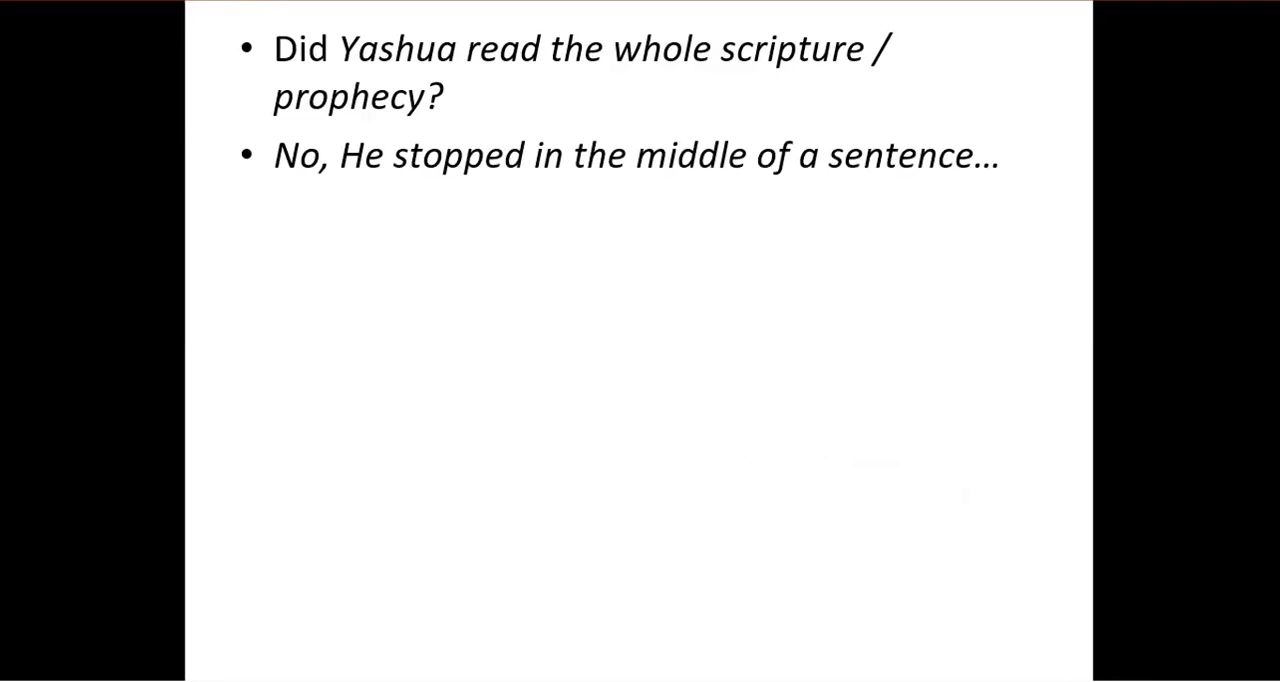 • Did Yashua read the whole scripture /
prophecy?
• No, He stopped in the middle of a sentence…